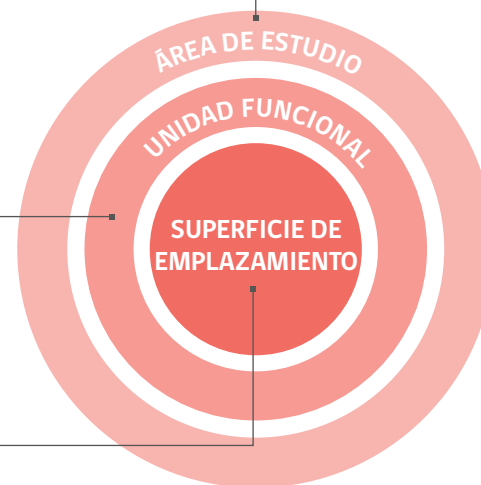 ÁREA DE ESTUDIO
UNIDAD FUNCIONAL
SUPERFICIE DE
EMPLAZAMIENTO